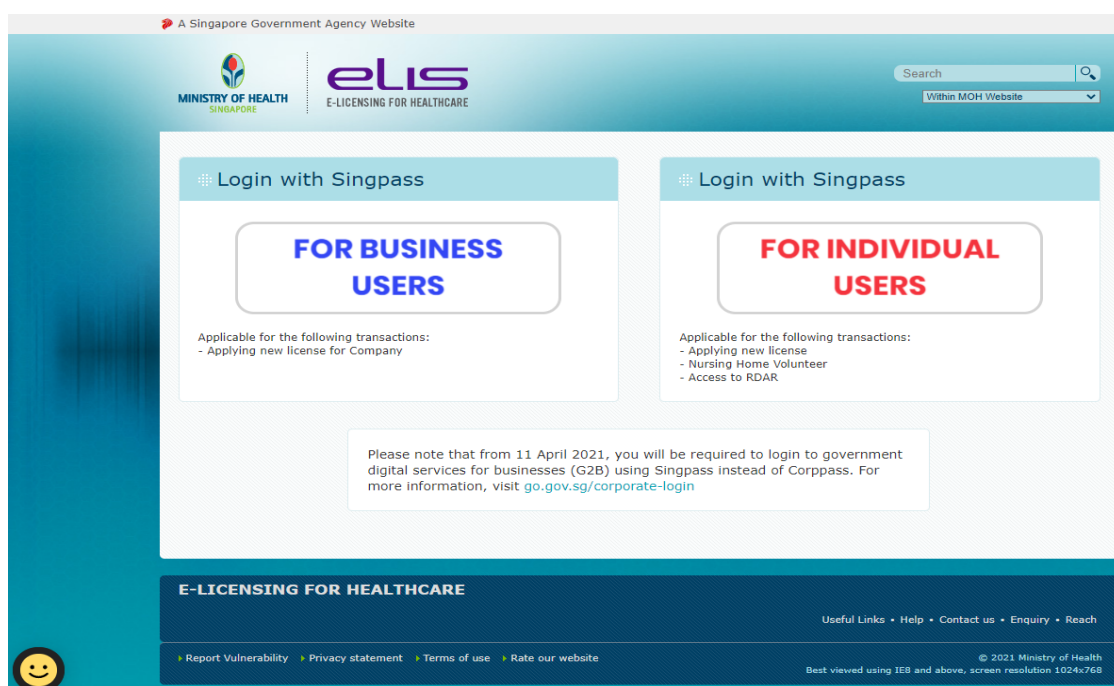 A Singapore Government Agency Website
MINISTRY OF HEALTH
SINGAPORE
eLIS
E-LICENSING FOR HEALTHCARE
Search
Within MOH Website
Login with Singpass
FOR BUSINESS
USERS
Applicable for the following transactions:
- Applying new license for Company
Login with Singpass
FOR INDIVIDUAL
USERS
Applicable for the following transactions:
- Applying new license
- Nursing Home Volunteer
- Access to RDAR
Please note that from 11 April 2021, you will be required to login to government
digital services for businesses (G2B) using Singpass instead of Corppass. For
more information, visit go.gov.sg/corporate-login
E-LICENSING FOR HEALTHCARE
Useful Links • Help • Contact us • Enquiry • Reach
Report Vulnerability Privacy statement Terms of use Rate our website
© 2021 Ministry of Health
Best viewed using IE8 and above, screen resolution 1024x768